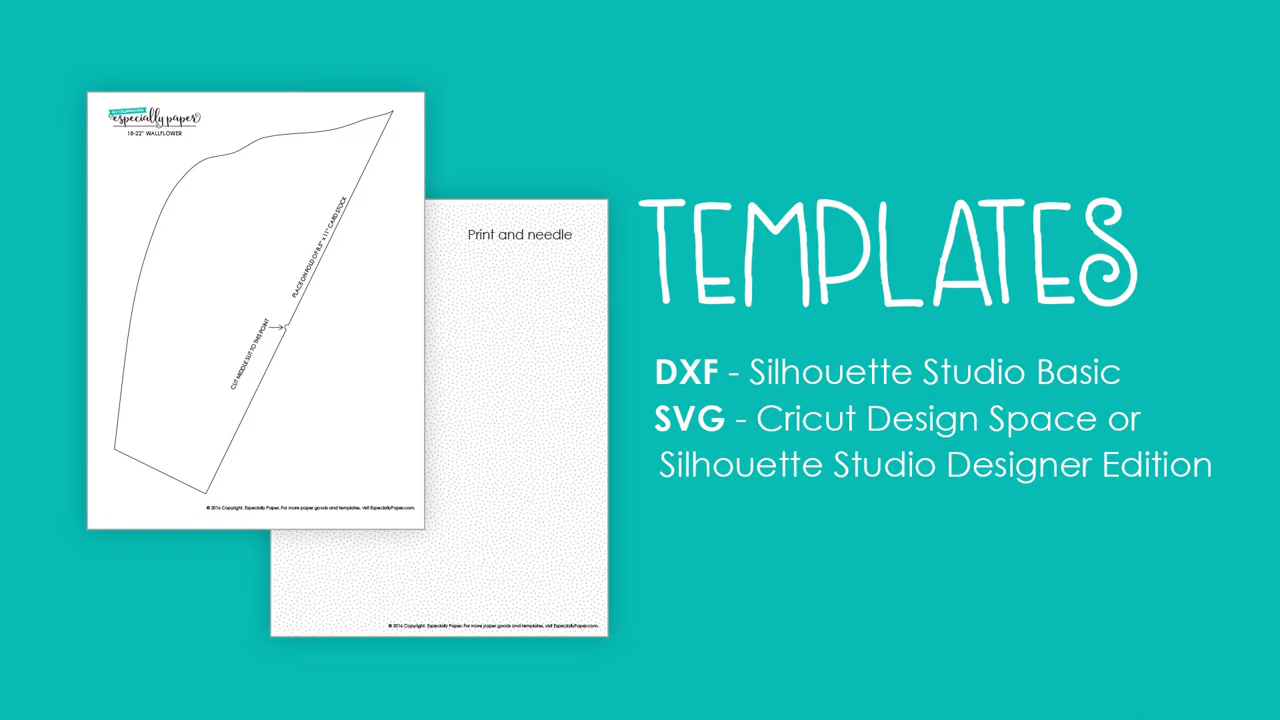 especially paper
18-22" WALLFLOWER
PLACE ON FOLD OF 8.5" x 11" CARD STOCK
CUT MIDDLE SLIT TO THIS POINT
© 2016 Copyright. Especially Paper. For more paper goods and templates, visit EspeciallyPaper.com.
Print and needle
© 2016 Copyright. Especially Paper. For more paper goods and templates, visit EspeciallyPaper.com.
TEMPLATES
DXF - Silhouette Studio Basic
SVG - Cricut Design Space or
Silhouette Studio Designer Edition